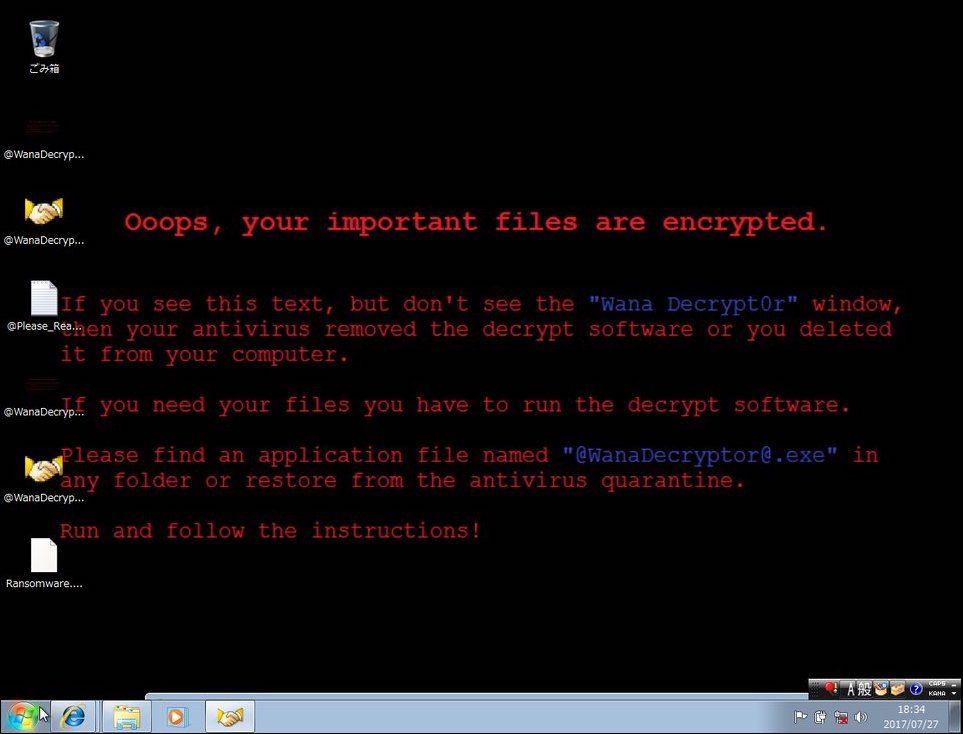 ごみ箱
@WanaDecryp...
@WanaDecryp...
@Please_Rea...
@WanaDecryp...
@WanaDecryp...
Ransomware....
Ooops, your important files are encrypted.
If you see this text, but don't see the "Wana Decrypt0r" window,
then your antivirus removed the decrypt software or you deleted
it from your computer.
If you need your files you have to run the decrypt software.
Please find an application file named "@WanaDecryptor@.exe" in
any folder or restore from the antivirus quarantine.
Run and follow the instructions!
A 般
CAPS
KANA
18:34
2017/07/27